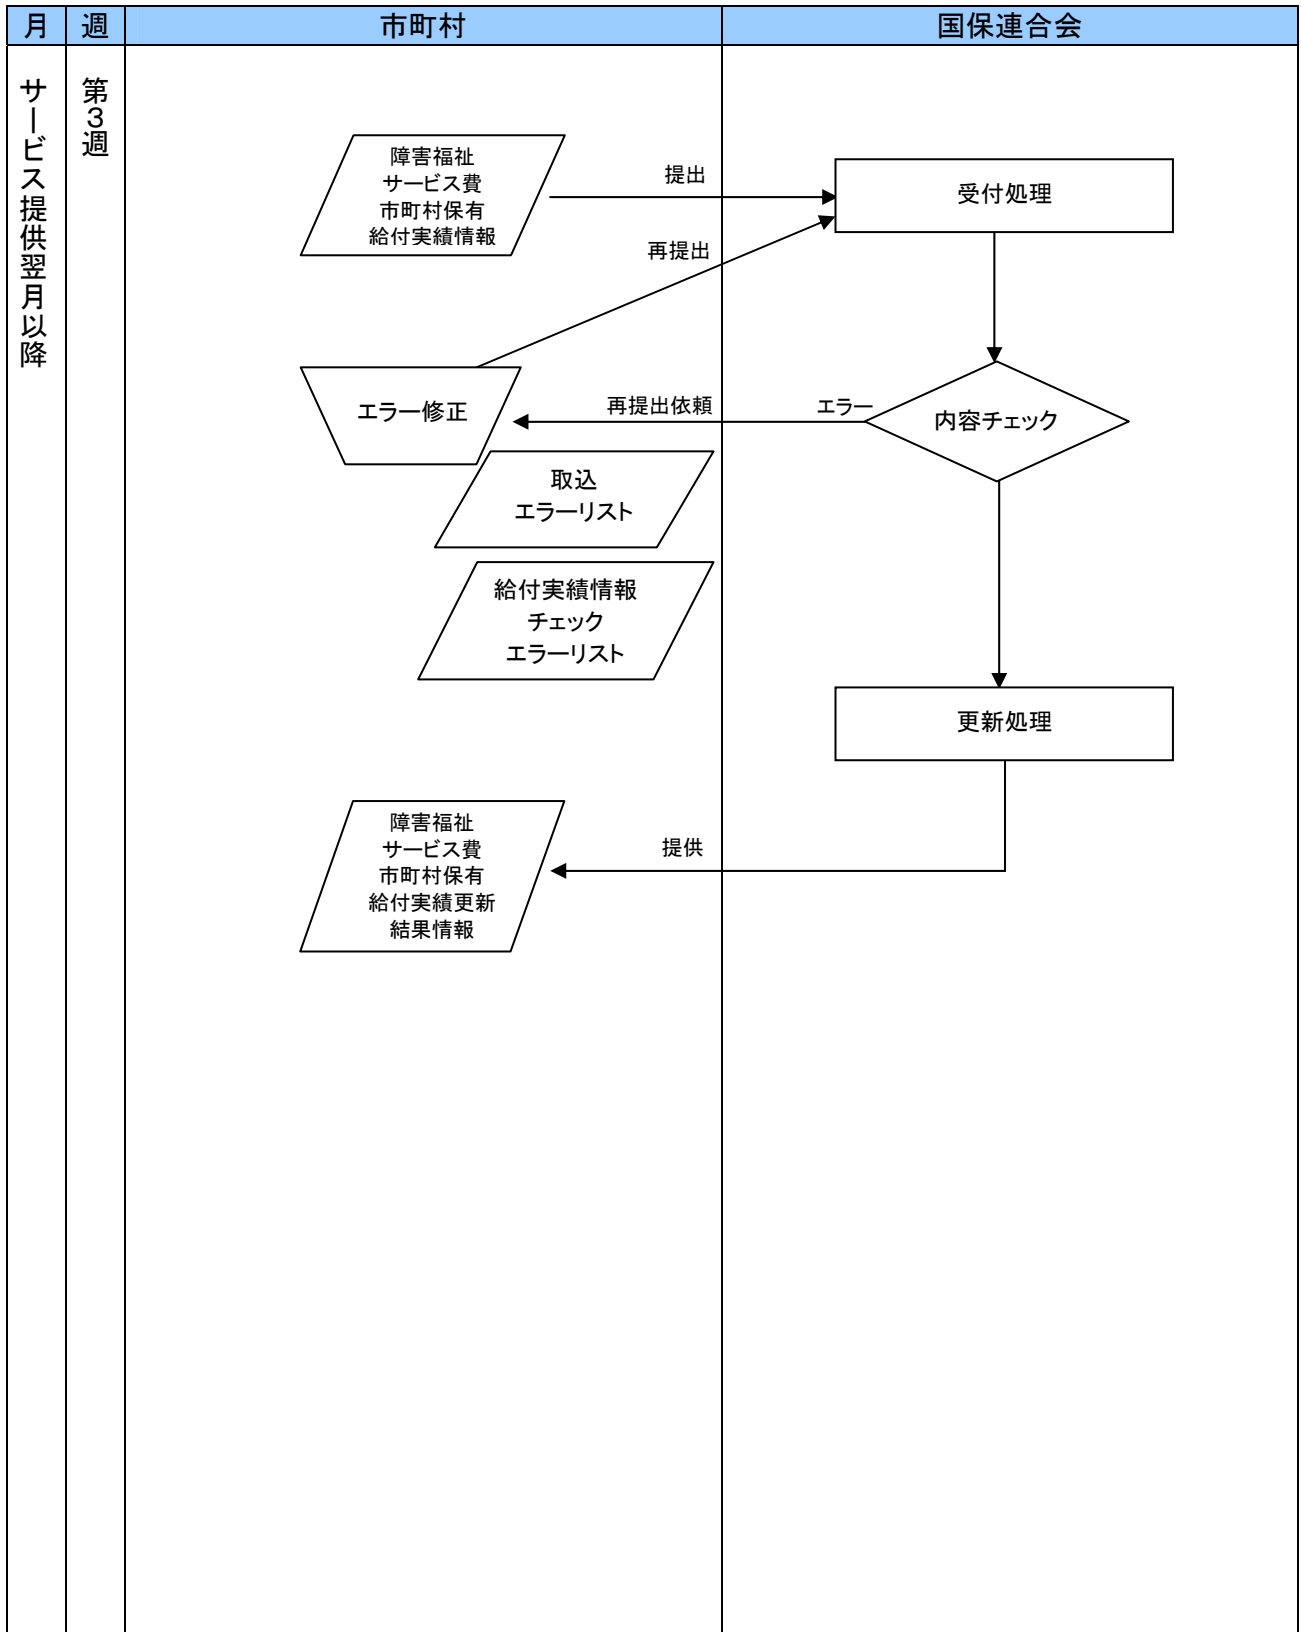 月
週
市町村
国保連合会
サービス提供翌月以降
第３週
障害福祉
サービス費
市町村保有
給付実績情報
提出
受付処理
再提出
エラー修正
再提出依頼
エラー
内容チェック
取込
エラーリスト
給付実績情報
チェック
エラーリスト
更新処理
障害福祉
サービス費
市町村保有
給付実績更新
結果情報
提供